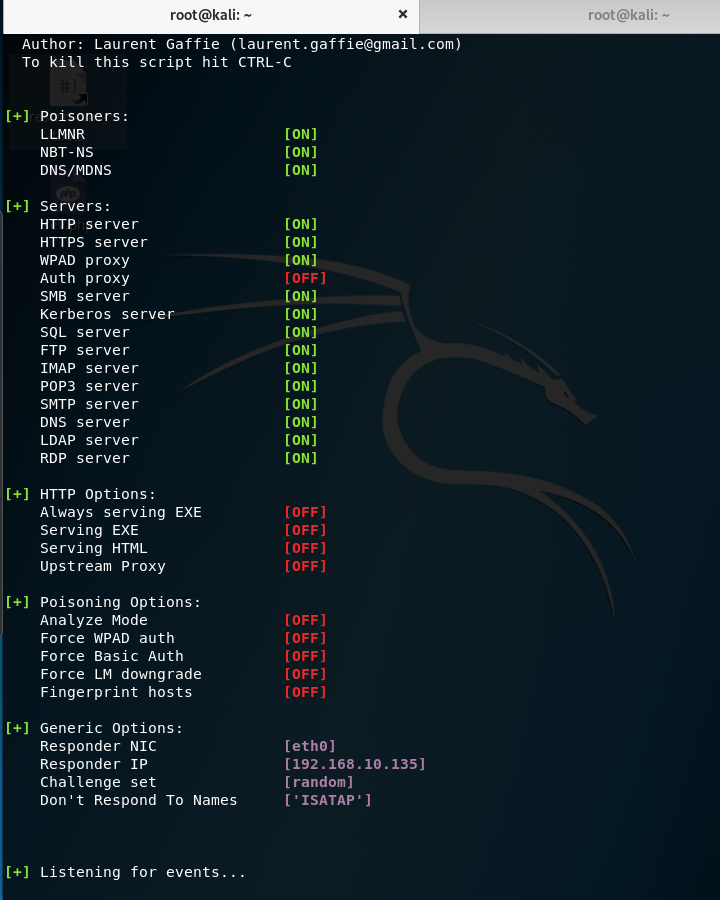 root@kali: ~ × root@kali: ~
Author: Laurent Gaffie (laurent.gaffie@gmail.com)
To kill this script hit CTRL-C
#!
[+] Poisoners:
LLMNR [ON]
NBT-NS [ON]
DNS/MDNS [ON]
php
[+] Servers:
HTTP server [ON]
HTTPS server [ON]
WPAD proxy [ON]
Auth proxy [OFF]
SMB server [ON]
Kerberos server [ON]
SQL server [ON]
FTP server [ON]
IMAP server [ON]
POP3 server [ON]
SMTP server [ON]
DNS server [ON]
LDAP server [ON]
RDP server [ON]
[+] HTTP Options:
Always serving EXE [OFF]
Serving EXE [OFF]
Serving HTML [OFF]
Upstream Proxy [OFF]
[+] Poisoning Options:
Analyze Mode [OFF]
Force WPAD auth [OFF]
Force Basic Auth [OFF]
Force LM downgrade [OFF]
Fingerprint hosts [OFF]
[+] Generic Options:
Responder NIC [eth0]
Responder IP [192.168.10.135]
Challenge set [random]
Don't Respond To Names ['ISATAP']
[+] Listening for events...